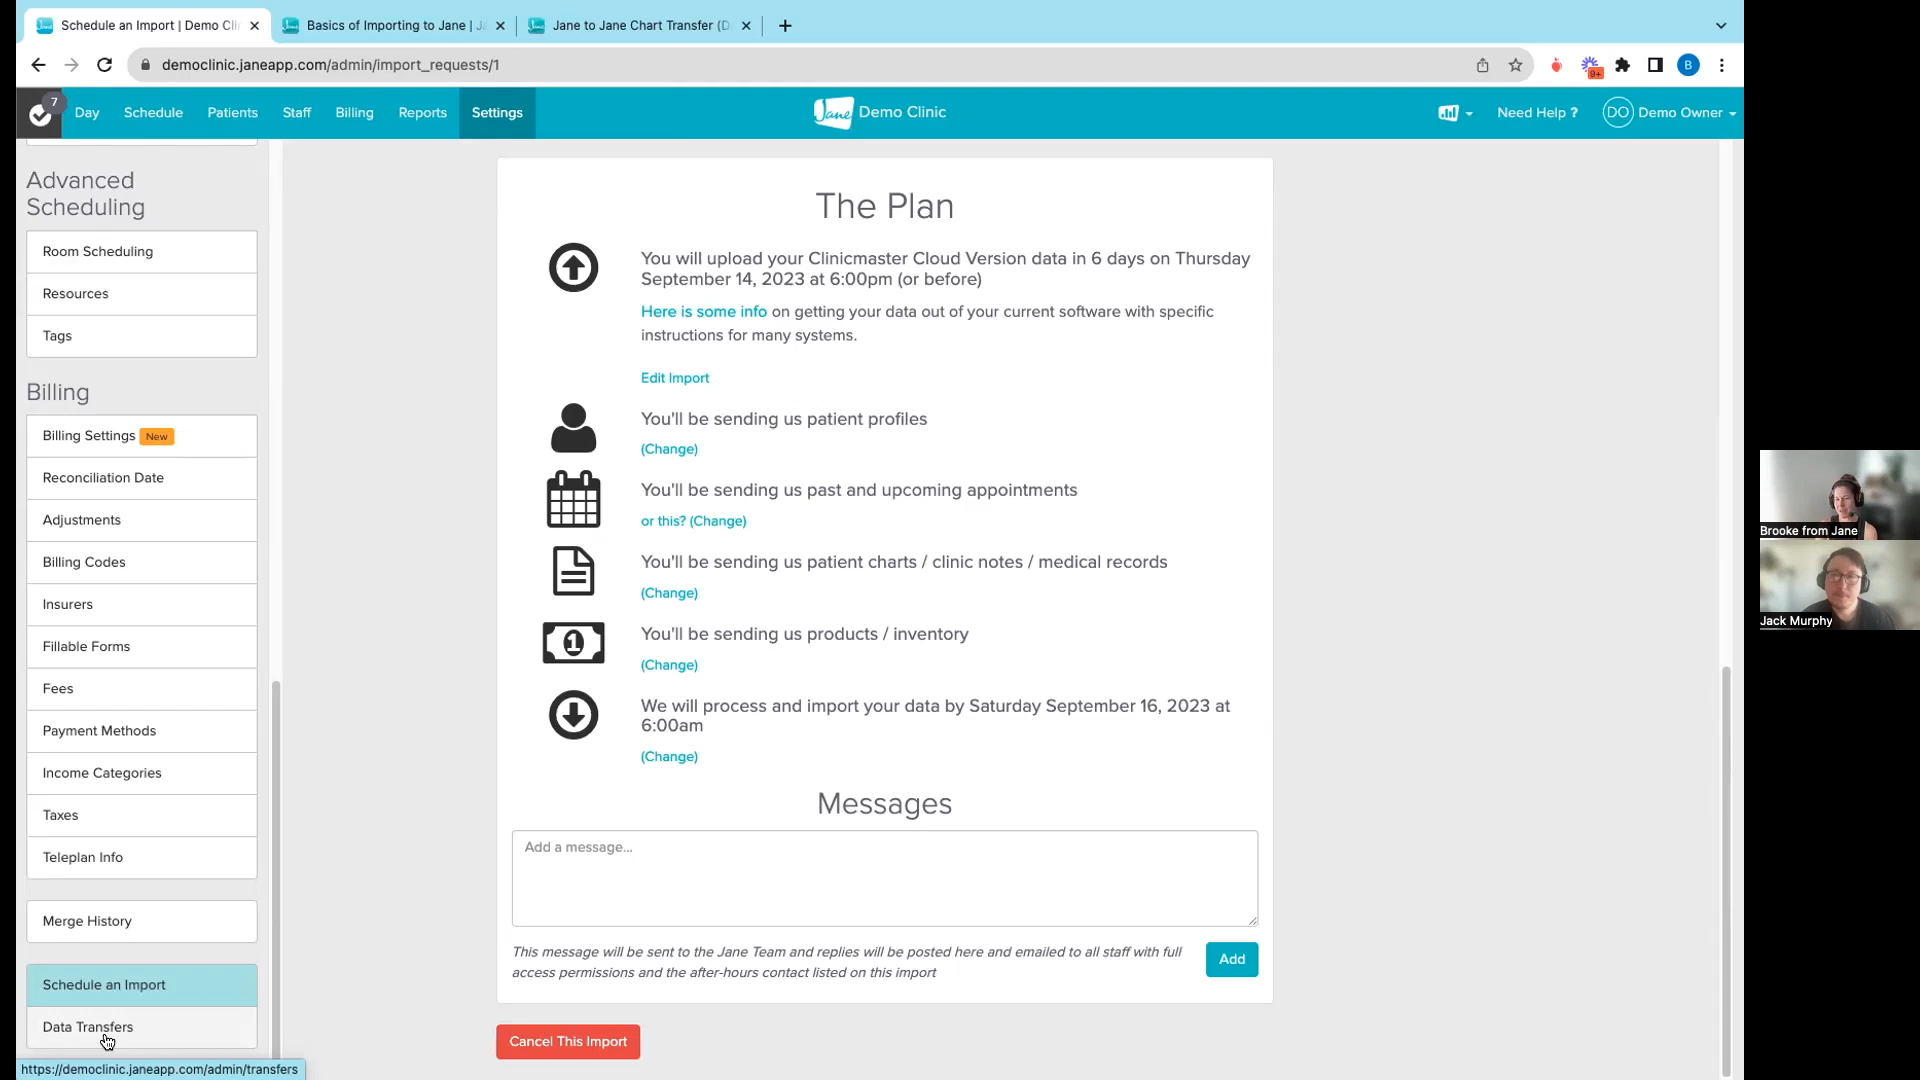 Schedule an Import | Demo Cli
Basics of Importing to Jane | Ja
Jane to Jane Chart Transfer (D
democlinic.janeapp.com/admin/import_requests/1
9+
B
7
Day
Schedule
Patients
Staff
Billing
Reports
Settings
Jane
Demo Clinic
Need Help ?
DO
Demo Owner
Advanced
Scheduling
Room Scheduling
Resources
Tags
Billing
Billing Settings New
Reconciliation Date
Adjustments
Billing Codes
Insurers
Fillable Forms
Fees
Payment Methods
Income Categories
Taxes
Teleplan Info
Merge History
Schedule an Import
Data Transfers
https://democlinic.janeapp.com/admin/transfers
The Plan
You will upload your Clinicmaster Cloud Version data in 6 days on Thursday
September 14, 2023 at 6:00pm (or before)
Here is some info on getting your data out of your current software with specific
instructions for many systems.
Edit Import
You'll be sending us patient profiles
(Change)
You'll be sending us past and upcoming appointments
or this? (Change)
You'll be sending us patient charts / clinic notes / medical records
(Change)
1
You'll be sending us products / inventory
(Change)
We will process and import your data by Saturday September 16, 2023 at
6:00am
(Change)
Messages
Add a message...
This message will be sent to the Jane Team and replies will be posted here and emailed to all staff with full
access permissions and the after-hours contact listed on this import
Add
Cancel This Import
Brooke from Jane
Jack Murphy